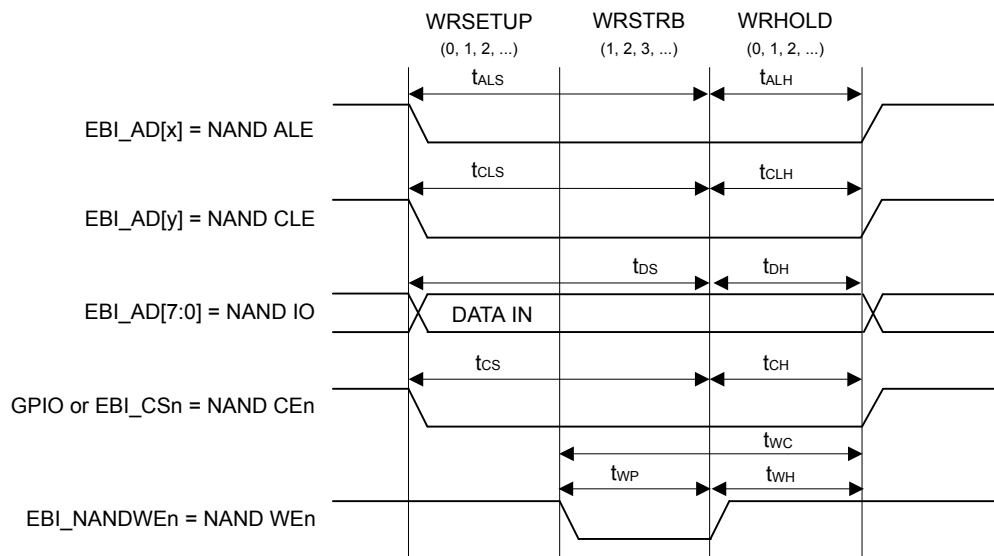 WRSETUP WRSTRB WRHOLD
(0, 1, 2, ...) (1, 2, 3, ...) (0, 1, 2, ...)
tALS tALH
EBI_AD[x] = NAND ALE
tCLS tCLH
EBI_AD[y] = NAND CLE
tDS tDH
EBI_AD[7:0] = NAND IO DATA IN
tCS tCH
GPIO or EBI_CSn = NAND CEn
tWC
tWP tWH
EBI_NANDWEn = NAND WEn